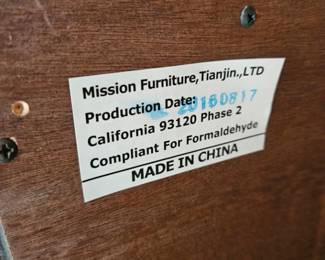 Mission Furniture,Tianjin.,LTD
Production Date: 20160817
California 93120 Phase 2
Compliant For Formaldehyde
MADE IN CHINA